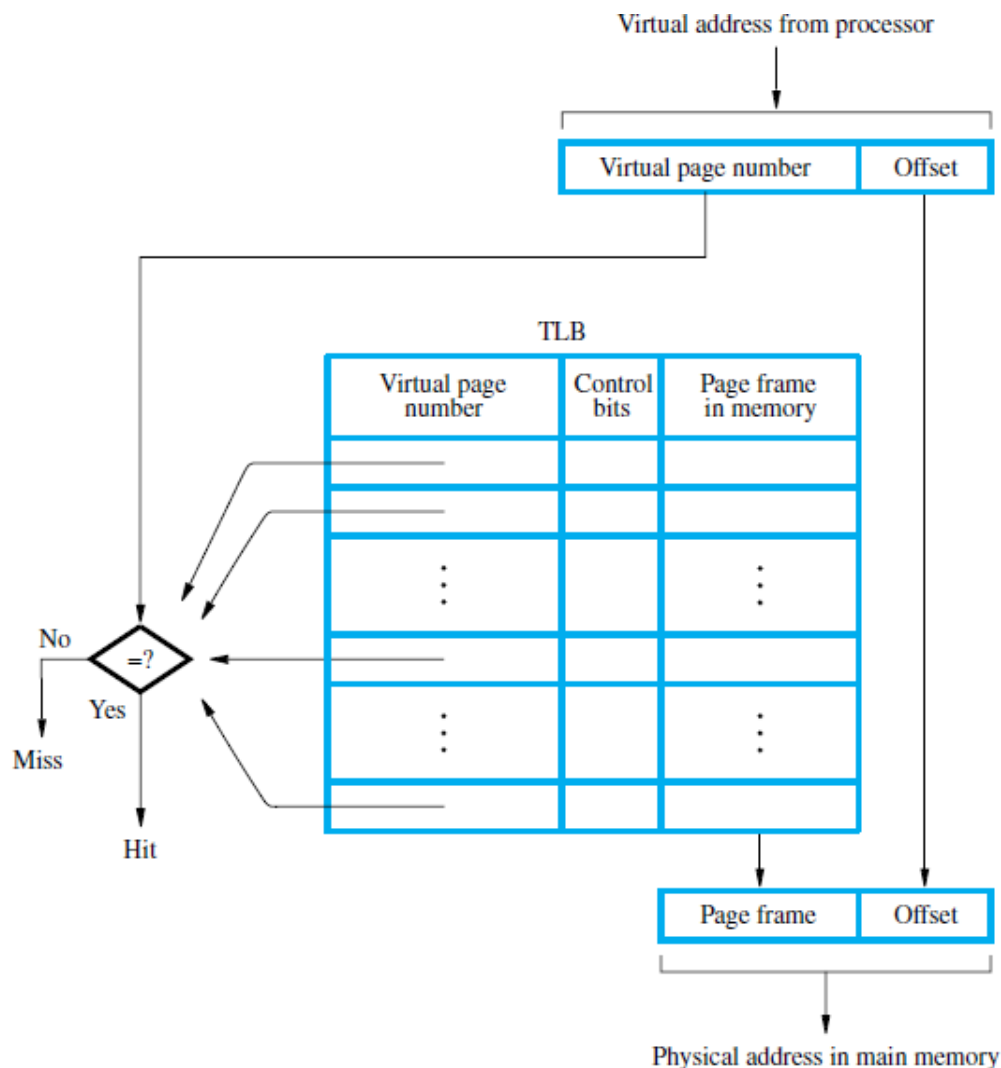 Virtual address from processor
Virtual page number
Offset
TLB
Virtual page
number
Control
bits
Page frame
in memory
No
=?
Yes
Miss
Hit
Page frame
Offset
Physical address in main memory